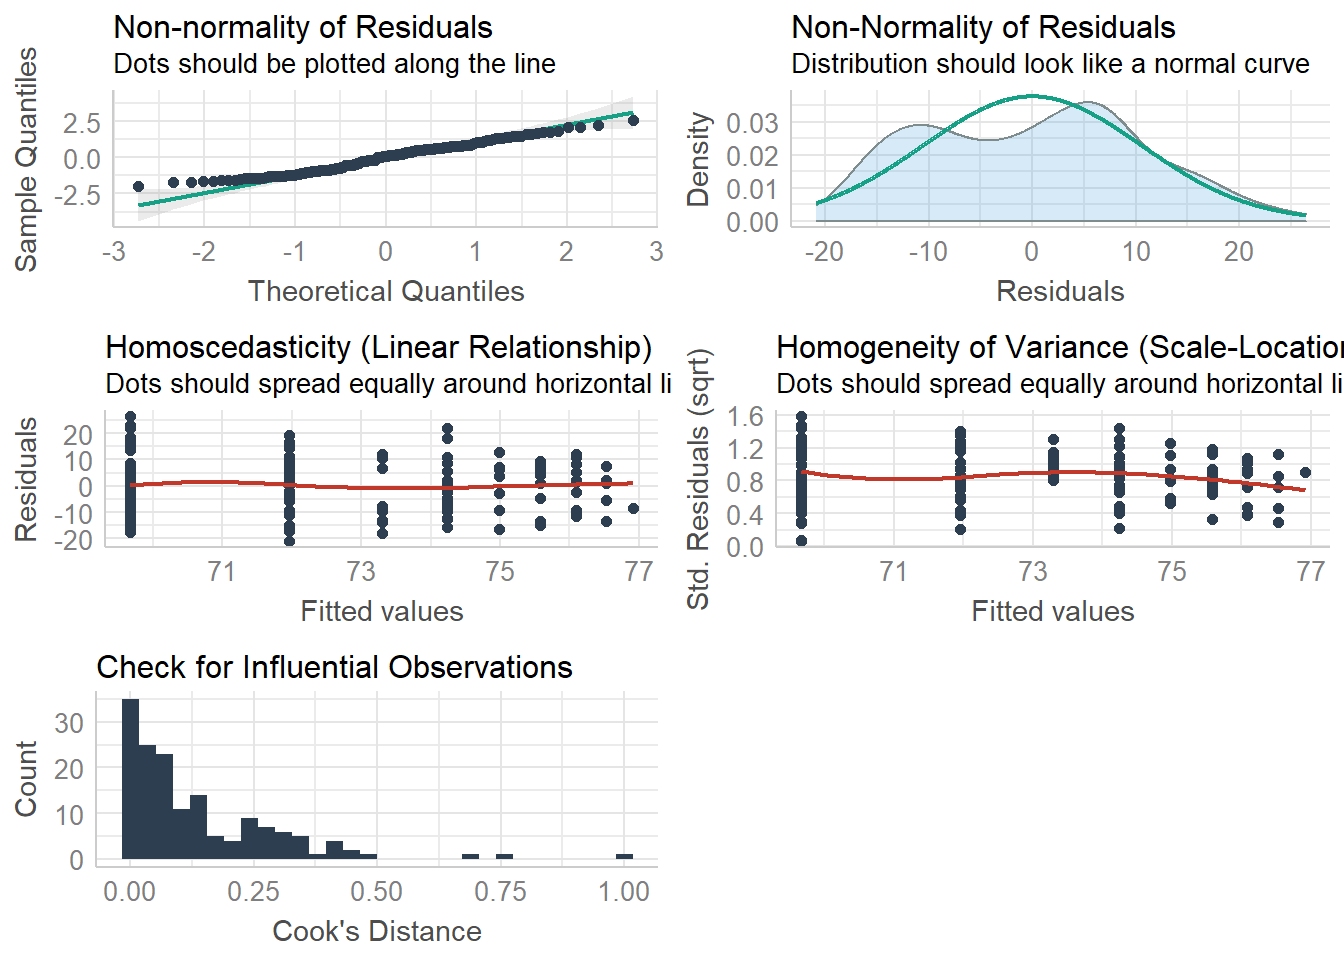 Non-normality of Residuals
Dots should be plotted along the line
Sample Quantiles
2.5
0.0
-2.5
-3 -2 -1 0 1 2 3
Theoretical Quantiles
Non-Normality of Residuals
Distribution should look like a normal curve
Density
0.03
0.02
0.01
0.00
-20 -10 0 10 20
Residuals
Homoscedasticity (Linear Relationship)
Dots should spread equally around horizontal li
Residuals
20
10
0
-10
-20
71 73 75 77
Fitted values
Homogeneity of Variance (Scale-Location
Dots should spread equally around horizontal li
Std. Residuals (sqrt)
1.6
1.2
0.8
0.4
0.0
71 73 75 77
Fitted values
Check for Influential Observations
Count
30
20
10
0
0.00 0.25 0.50 0.75 1.00
Cook's Distance